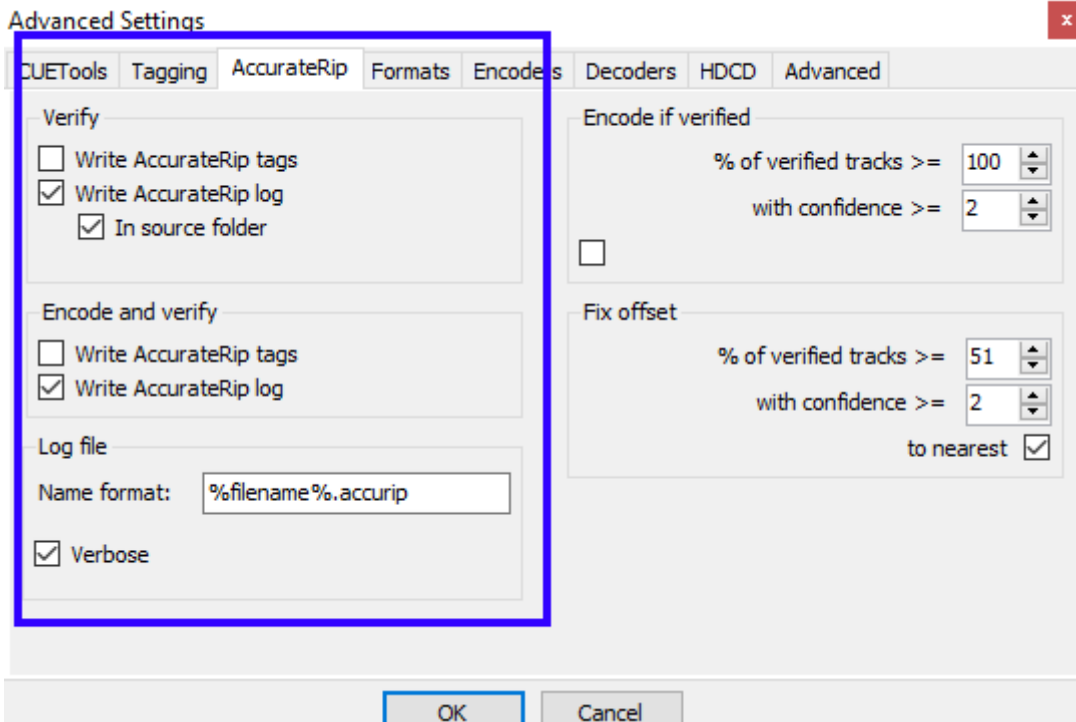 Advanced Settings
x
CUETools Tagging AccurateRip Formats Encoders Decoders HDCD Advanced
Verify
Write AccurateRip tags
Write AccurateRip log
In source folder
Encode and verify
Write AccurateRip tags
Write AccurateRip log
Log file
Name format: %filename%.accurip
Verbose
Encode if verified
% of verified tracks >= 100
with confidence >= 2
Fix offset
% of verified tracks >= 51
with confidence >= 2
to nearest
OK Cancel